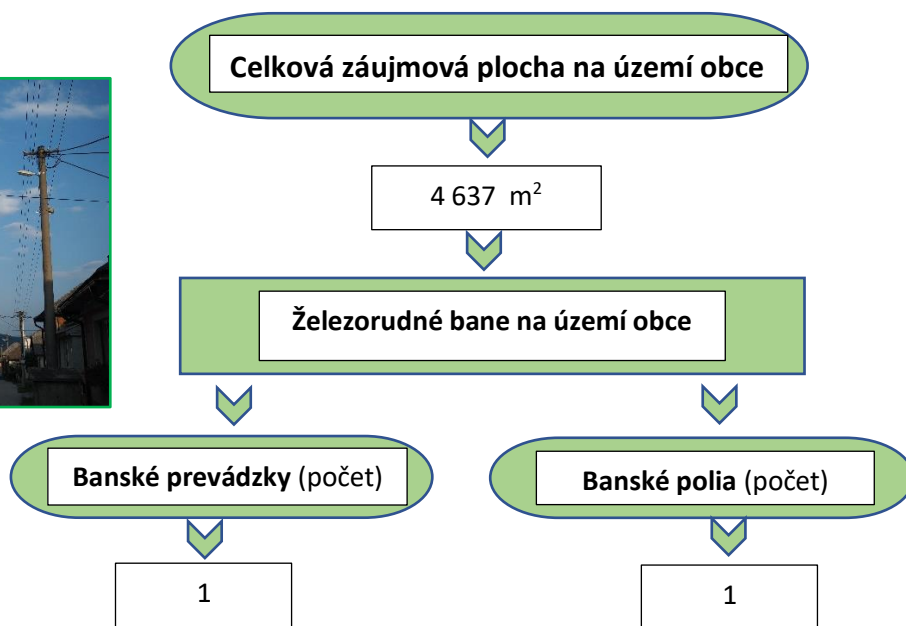 Celková záujmová plocha na území obce
4 637 m²
Železorudné bane na území obce
Banské prevádzky (počet)
Banské polia (počet)
1
1